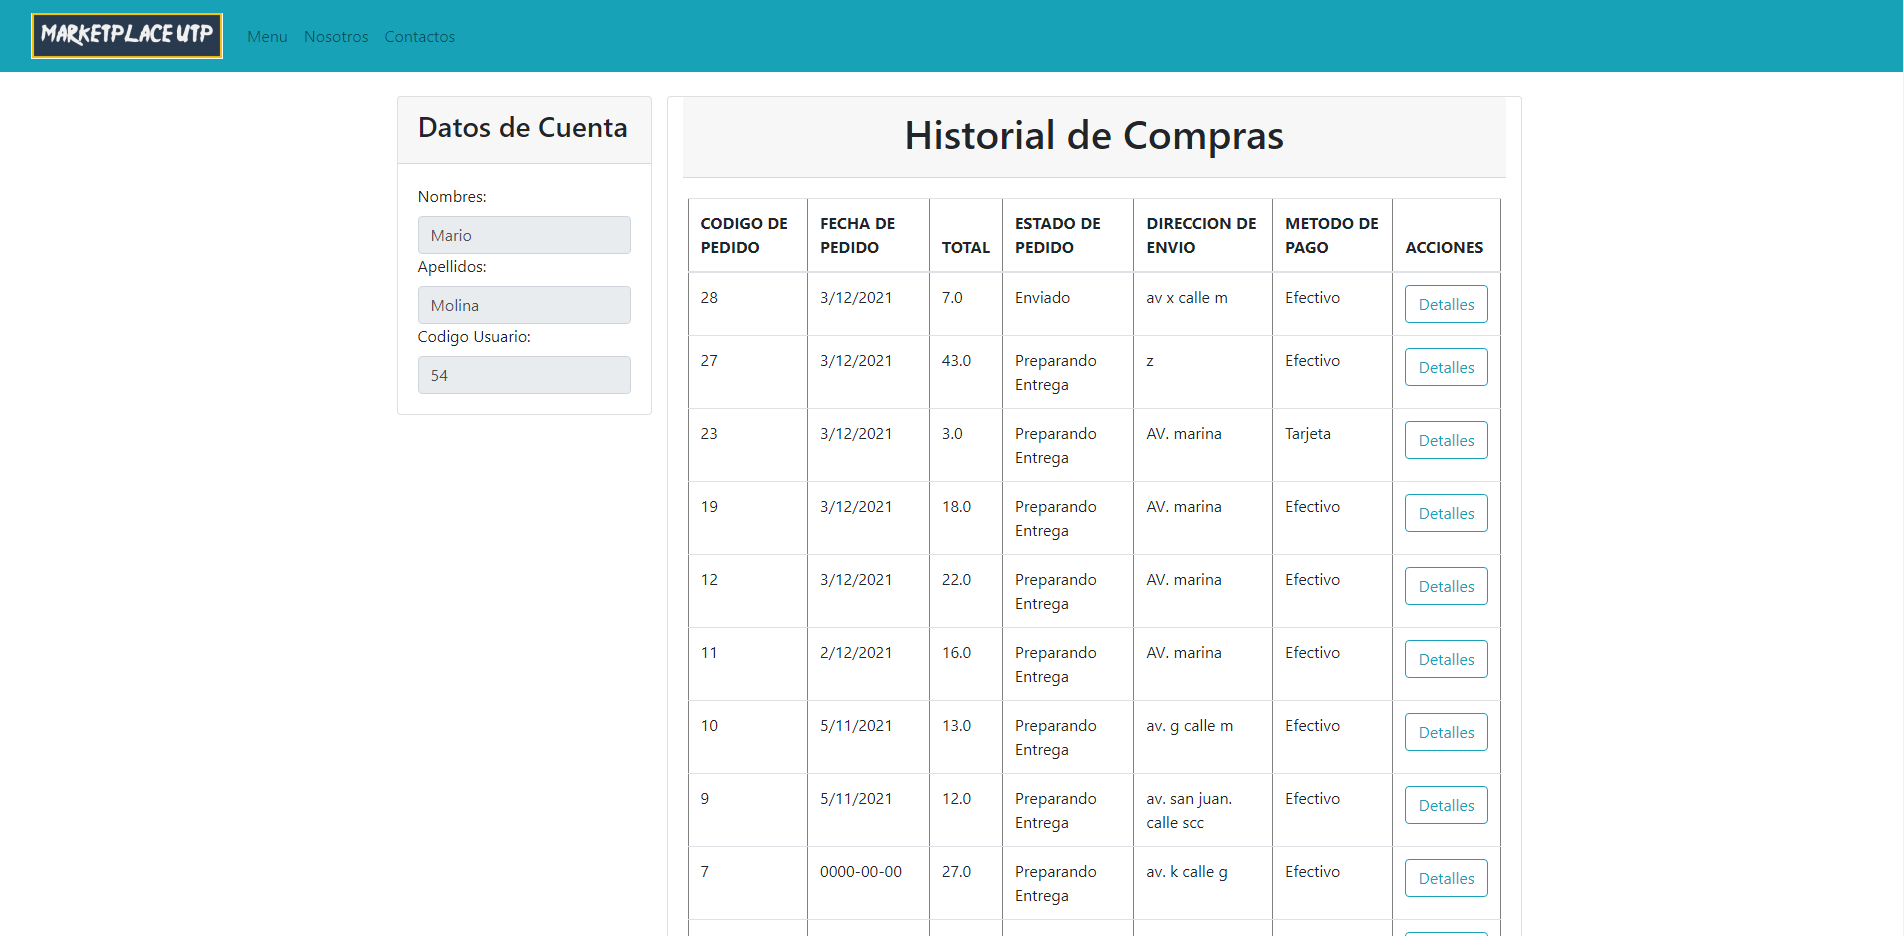 MARKETPLACE UTP
Menu Nosotros Contactos
Datos de Cuenta
Nombres:
Mario
Apellidos:
Molina
Codigo Usuario:
54
Historial de Compras
CODIGO DE PEDIDO FECHA DE PEDIDO TOTAL ESTADO DE PEDIDO DIRECCION DE ENVIO METODO DE PAGO ACCIONES
28 3/12/2021 7.0 Enviado av x calle m Efectivo Detalles
27 3/12/2021 43.0 Preparando Entrega z Efectivo Detalles
23 3/12/2021 3.0 Preparando Entrega AV. marina Tarjeta Detalles
19 3/12/2021 18.0 Preparando Entrega AV. marina Efectivo Detalles
12 3/12/2021 22.0 Preparando Entrega AV. marina Efectivo Detalles
11 2/12/2021 16.0 Preparando Entrega AV. marina Efectivo Detalles
10 5/11/2021 13.0 Preparando Entrega av. g calle m Efectivo Detalles
9 5/11/2021 12.0 Preparando Entrega av. san juan. calle scc Efectivo Detalles
7 0000-00-00 27.0 Preparando Entrega av. k calle g Efectivo Detalles